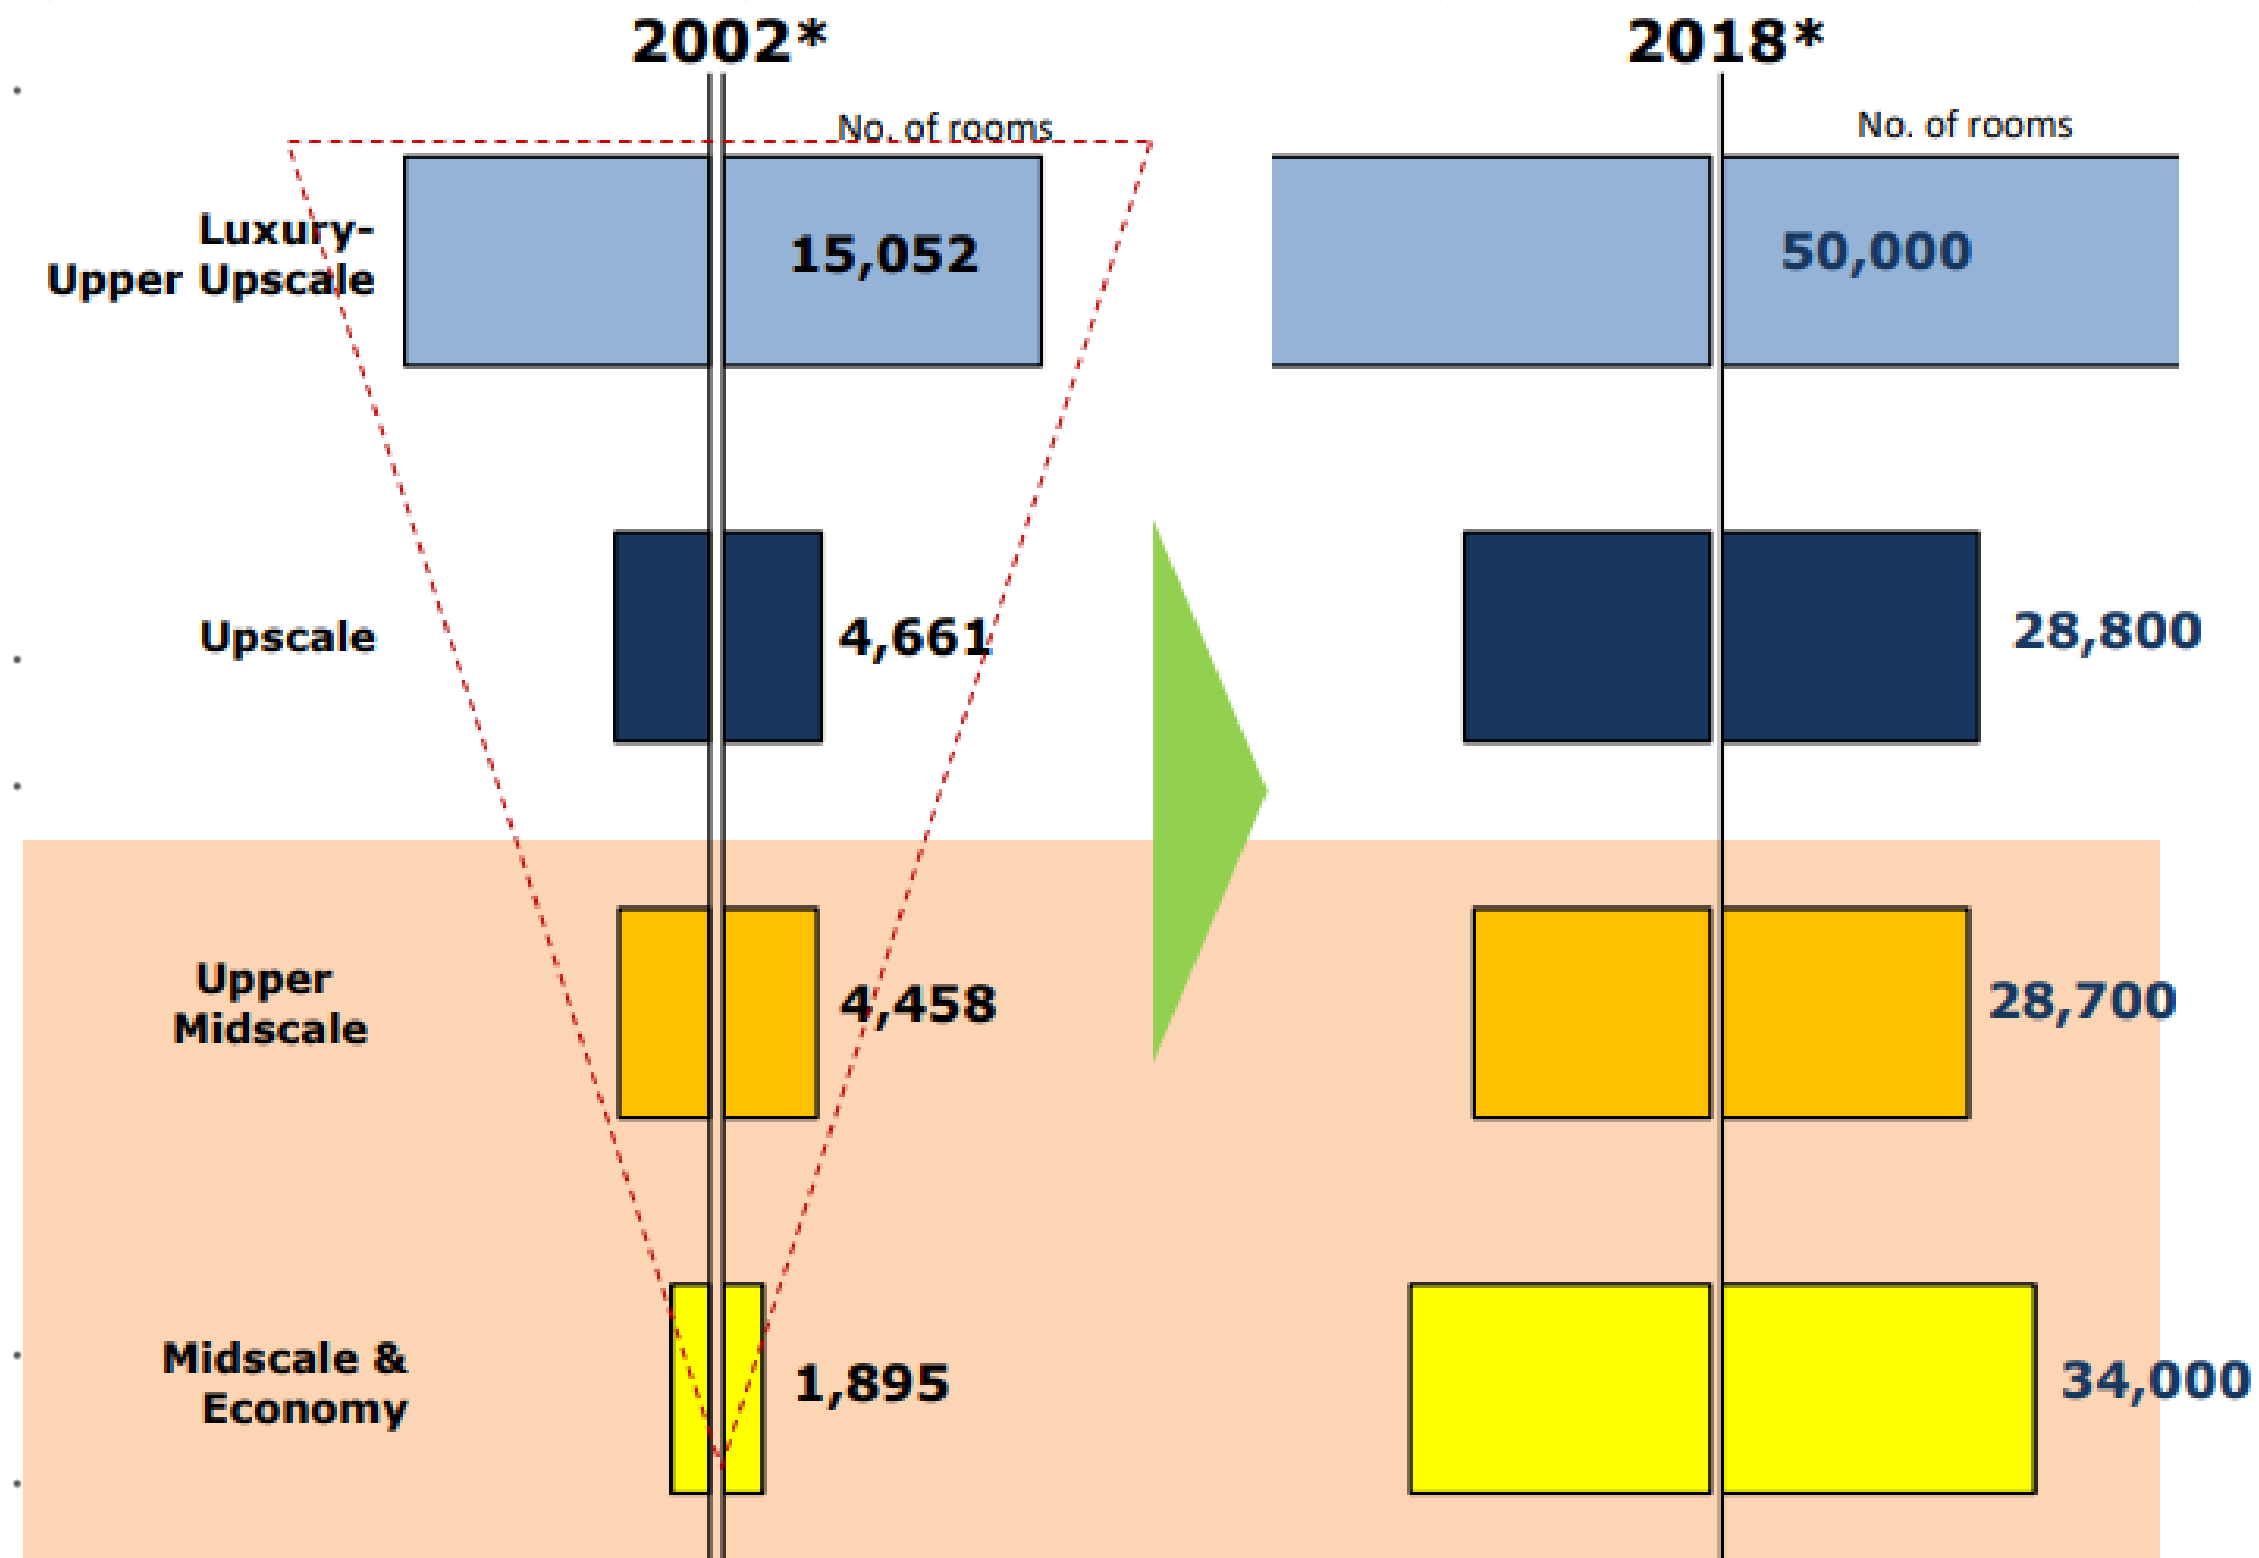 2002*
2018*
No. of rooms
No. of rooms
Luxury-
Upper Upscale
15,052
50,000
Upscale
4,661
28,800
Upper
Midscale
4,458
28,700
Midscale &
Economy
1,895
34,000